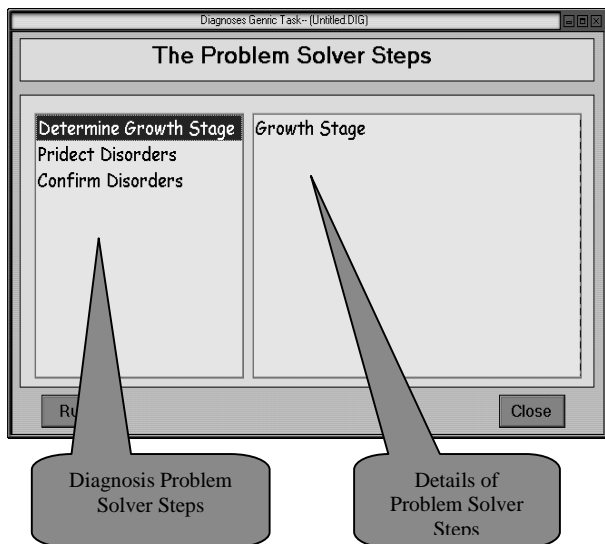 Diagnoses Genric Task-- (Untitled.DIG)
The Problem Solver Steps
Determine Growth Stage
Growth Stage
Pridect Disorders
Confirm Disorders
Close
Diagnosis Problem
Solver Steps
Details of
Problem Solver
Steps